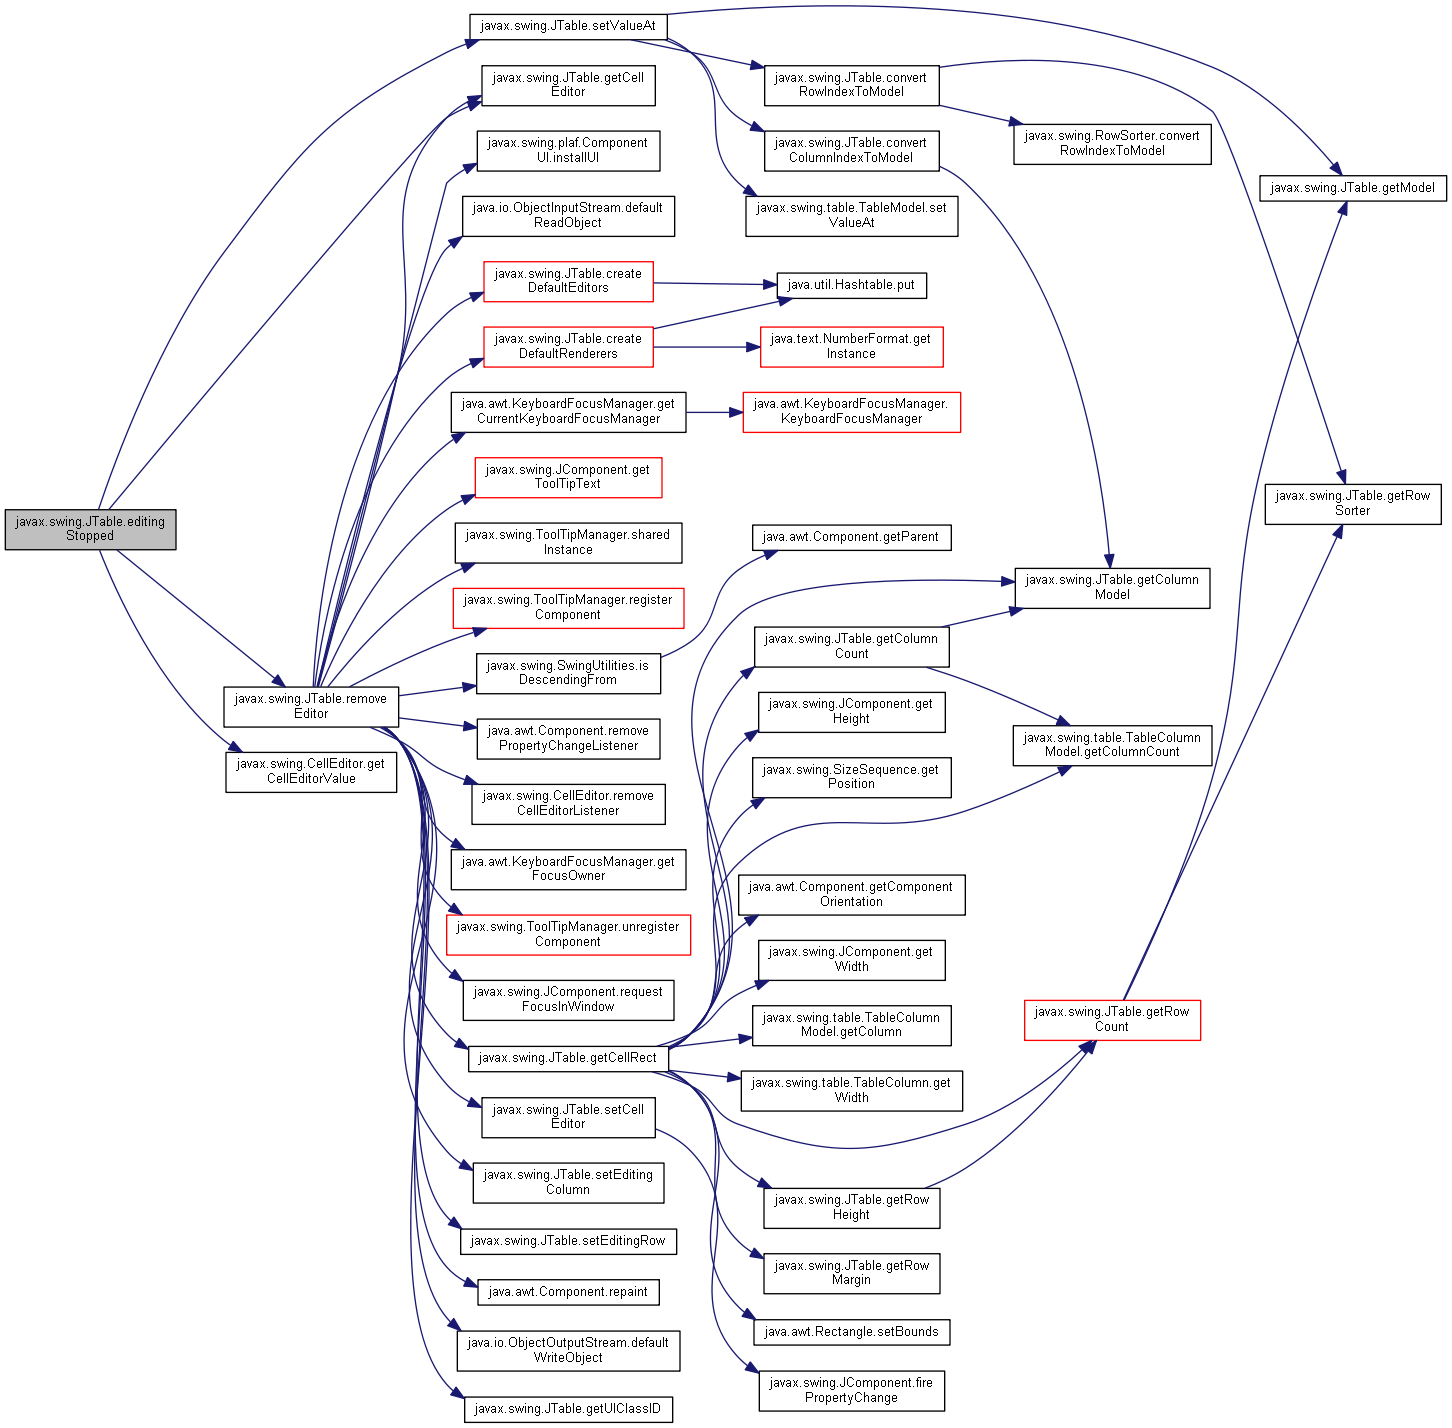 javax.swing.JTable.editing
Stopped
javax.swing.JTable.setValueAt
javax.swing.JTable.getCell
Editor
javax.swing.JTable.remove
Editor
javax.swing.CellEditor.get
CellEditorValue
javax.swing.plaf.Component
UI.installUI
java.io.ObjectInputStream.default
ReadObject
javax.swing.JTable.create
DefaultEditors
javax.swing.JTable.create
DefaultRenderers
java.awt.KeyboardFocusManager.get
CurrentKeyboardFocusManager
javax.swing.JComponent.get
ToolTipText
javax.swing.ToolTipManager.shared
Instance
javax.swing.ToolTipManager.register
Component
javax.swing.SwingUtilities.is
DescendingFrom
java.awt.Component.remove
PropertyChangeListener
javax.swing.CellEditor.remove
CellEditorListener
java.awt.KeyboardFocusManager.get
FocusOwner
javax.swing.ToolTipManager.unregister
Component
javax.swing.JComponent.request
FocusInWindow
javax.swing.JTable.getCellRect
javax.swing.JTable.setCell
Editor
javax.swing.JTable.setEditing
Column
javax.swing.JTable.setEditingRow
java.awt.Component.repaint
java.io.ObjectOutputStream.default
WriteObject
javax.swing.JTable.getUIClassID
javax.swing.JTable.convert
RowIndexToModel
javax.swing.JTable.convert
ColumnIndexToModel
javax.swing.table.TableModel.set
ValueAt
java.util.Hashtable.put
java.text.NumberFormat.get
Instance
java.awt.KeyboardFocusManager.
KeyboardFocusManager
java.awt.Component.getParent
javax.swing.JTable.getColumn
Count
javax.swing.JComponent.get
Height
javax.swing.SizeSequence.get
Position
java.awt.Component.getComponent
Orientation
javax.swing.JComponent.get
Width
javax.swing.table.TableColumn
Model.getColumn
javax.swing.table.TableColumn.get
Width
javax.swing.JTable.getRow
Height
javax.swing.JTable.getRow
Margin
java.awt.Rectangle.setBounds
javax.swing.JComponent.fire
PropertyChange
javax.swing.RowSorter.convert
RowIndexToModel
javax.swing.JTable.getColumn
Model
javax.swing.table.TableColumn
Model.getColumnCount
javax.swing.JTable.getRow
Count
javax.swing.JTable.getModel
javax.swing.JTable.getRow
Sorter